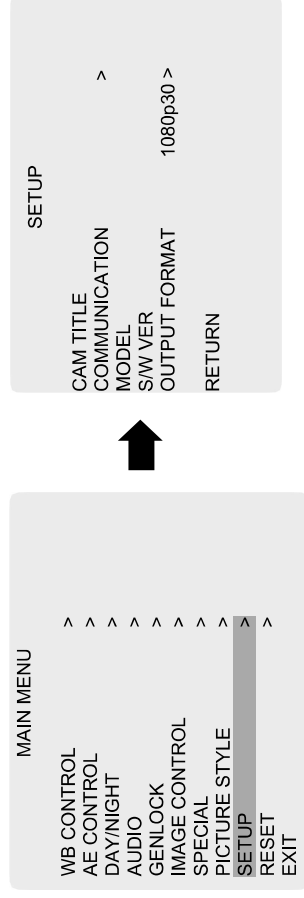 MAIN MENU
WB CONTROL >
AE CONTROL >
DAY/NIGHT >
AUDIO >
GENLOCK >
IMAGE CONTROL >
SPECIAL >
PICTURE STYLE >
SETUP >
RESET >
EXIT
SETUP
CAM TITLE
COMMUNICATION >
MODEL
S/W VER
OUTPUT FORMAT 1080p30 >
RETURN